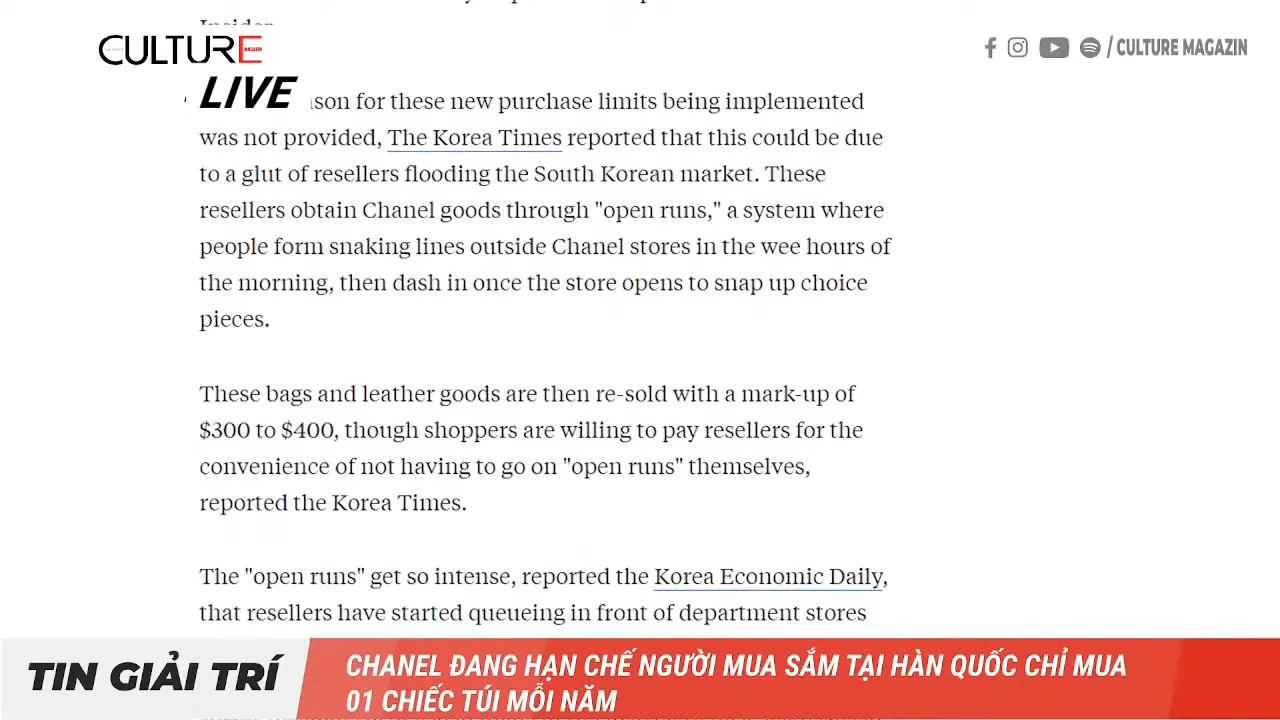 Insider
CULTURE
LIVE
/ CULTURE MAGAZIN
son for these new purchase limits being implemented
was not provided, The Korea Times reported that this could be due
to a glut of resellers flooding the South Korean market. These
resellers obtain Chanel goods through "open runs," a system where
people form snaking lines outside Chanel stores in the wee hours of
the morning, then dash in once the store opens to snap up choice
pieces.
These bags and leather goods are then re-sold with a mark-up of
$300 to $400, though shoppers are willing to pay resellers for the
convenience of not having to go on "open runs" themselves,
reported the Korea Times.
The "open runs" get so intense, reported the Korea Economic Daily,
that resellers have started queueing in front of department stores
TIN GIẢI TRÍ
CHANEL ĐANG HẠN CHẾ NGƯỜI MUA SẮM TẠI HÀN QUỐC CHỈ MUA
01 CHIẾC TÚI MỖI NĂM